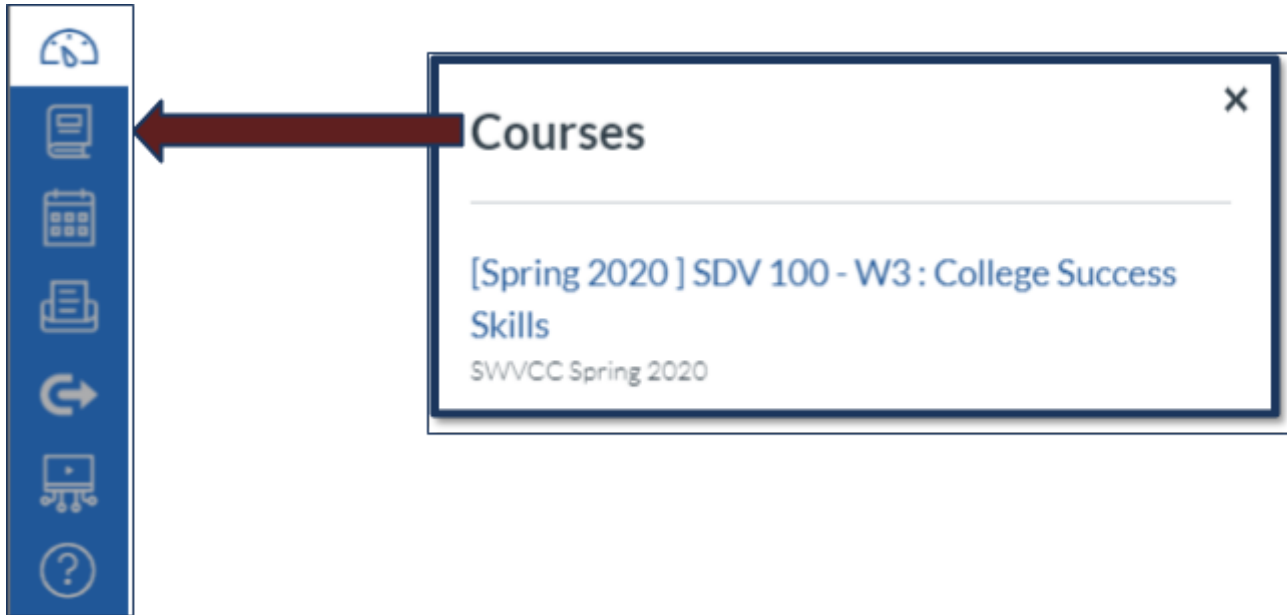 Courses
×
[Spring 2020 ] SDV 100 - W3 : College Success
Skills
SWVCC Spring 2020
?